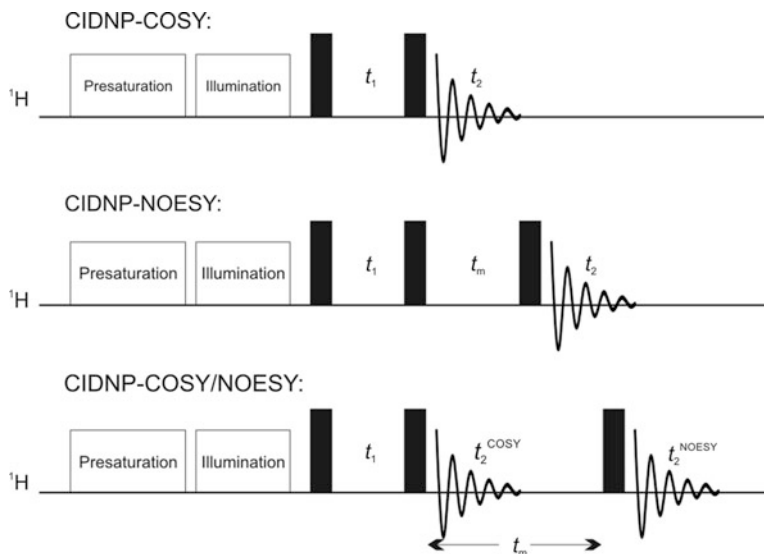 CIDNP-COSY:
Presaturation Illumination t₁ t₂
¹H
CIDNP-NOESY:
Presaturation Illumination t₁ tₘ t₂
¹H
CIDNP-COSY/NOESY:
Presaturation Illumination t₁ t₂ᶜᴼˢʸ t₂ᴺᴼᴱˢʸ
¹H
tₘ